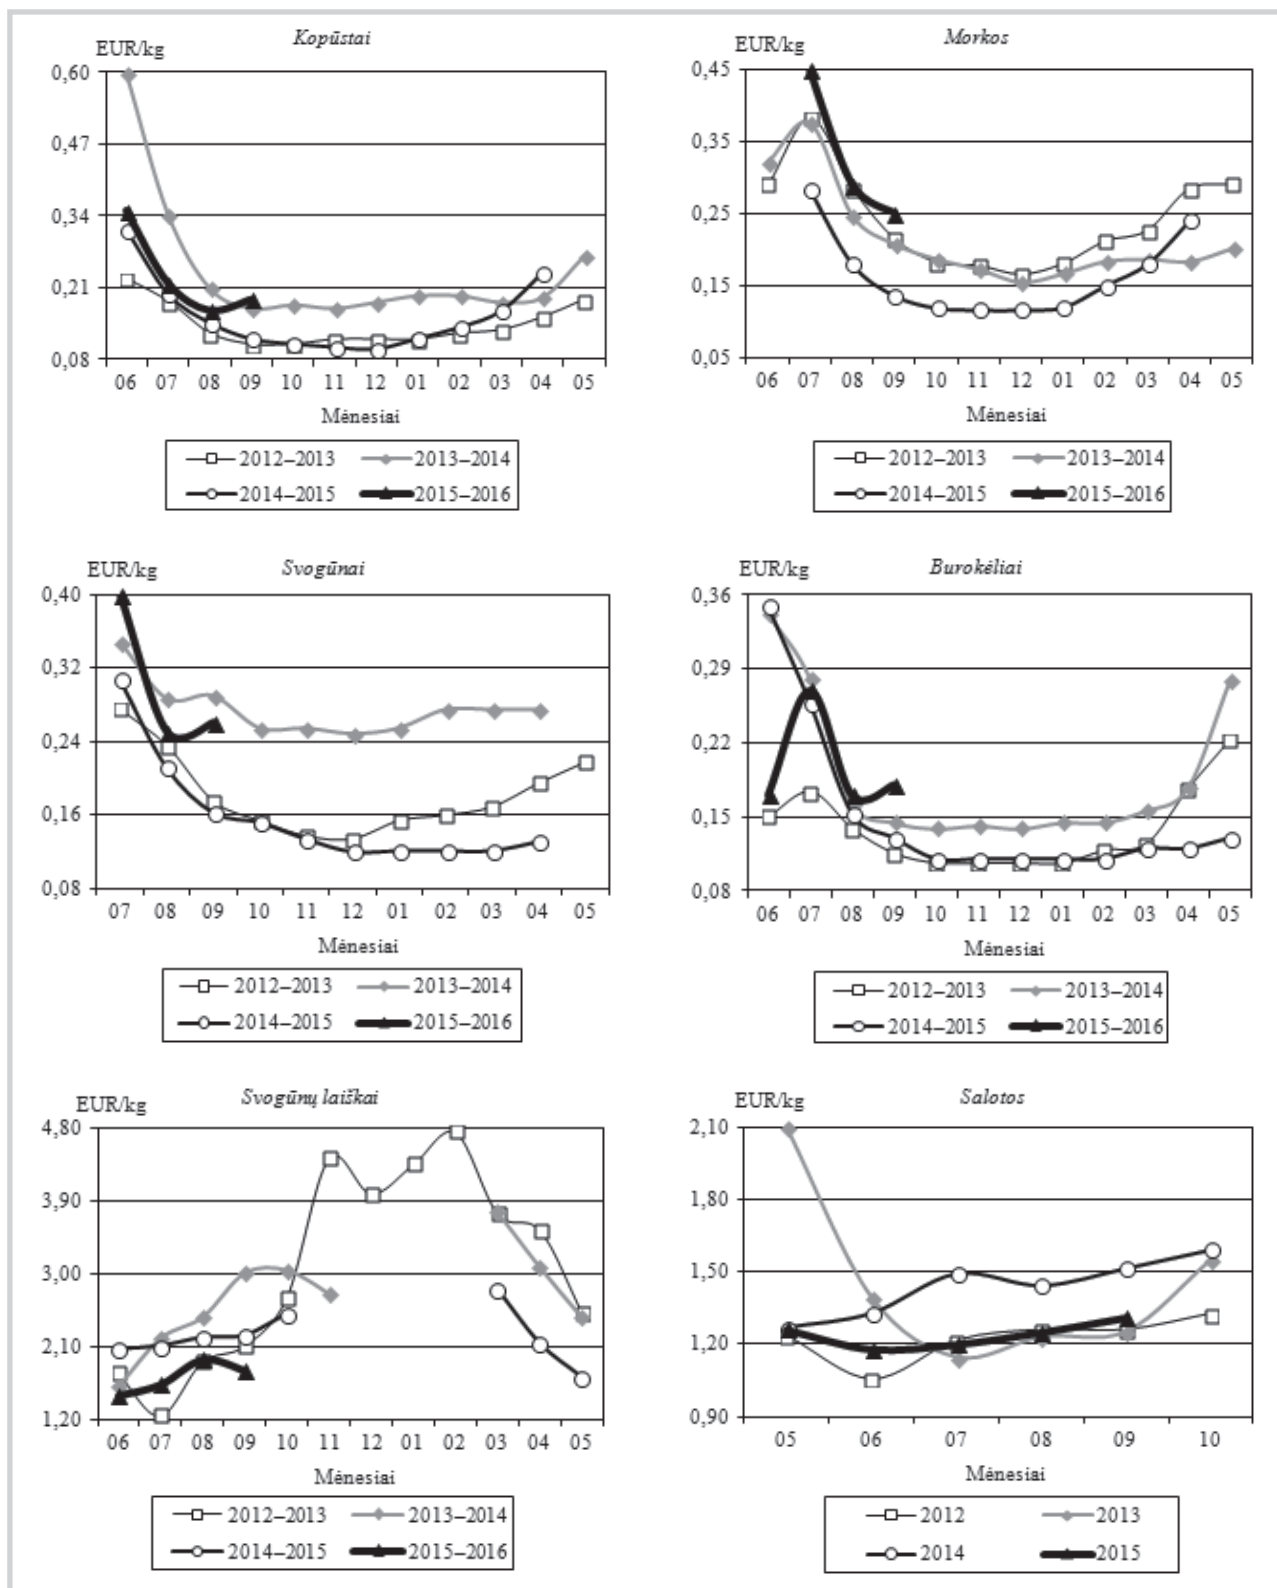 Kopūstai
EUR/kg
0,60
0,47
0,34
0,21
0,08
06 07 08 09 10 11 12 01 02 03 04 05
Mėnesiai
2012–2013 2013–2014
2014–2015 2015–2016
Morkos
EUR/kg
0,45
0,35
0,25
0,15
0,05
06 07 08 09 10 11 12 01 02 03 04 05
Mėnesiai
2012–2013 2013–2014
2014–2015 2015–2016
Svogūnai
EUR/kg
0,40
0,32
0,24
0,16
0,08
07 08 09 10 11 12 01 02 03 04 05
Mėnesiai
2012–2013 2013–2014
2014–2015 2015–2016
Burokėliai
EUR/kg
0,36
0,29
0,22
0,15
0,08
06 07 08 09 10 11 12 01 02 03 04 05
Mėnesiai
2012–2013 2013–2014
2014–2015 2015–2016
Svogūnų laiškai
EUR/kg
4,80
3,90
3,00
2,10
1,20
06 07 08 09 10 11 12 01 02 03 04 05
Mėnesiai
2012–2013 2013–2014
2014–2015 2015–2016
Salotos
EUR/kg
2,10
1,80
1,50
1,20
0,90
05 06 07 08 09 10
Mėnesiai
2012 2013
2014 2015